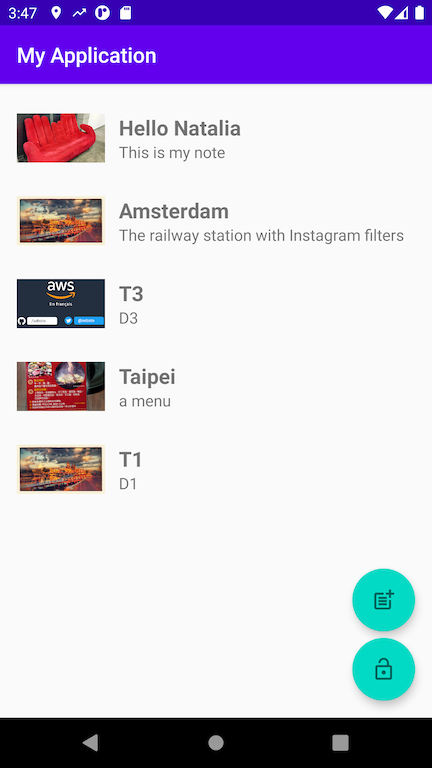 3:47
My Application
Hello Natalia
This is my note
Amsterdam
The railway station with Instagram filters
aws
En français
T3
D3
Taipei
a menu
T1
D1